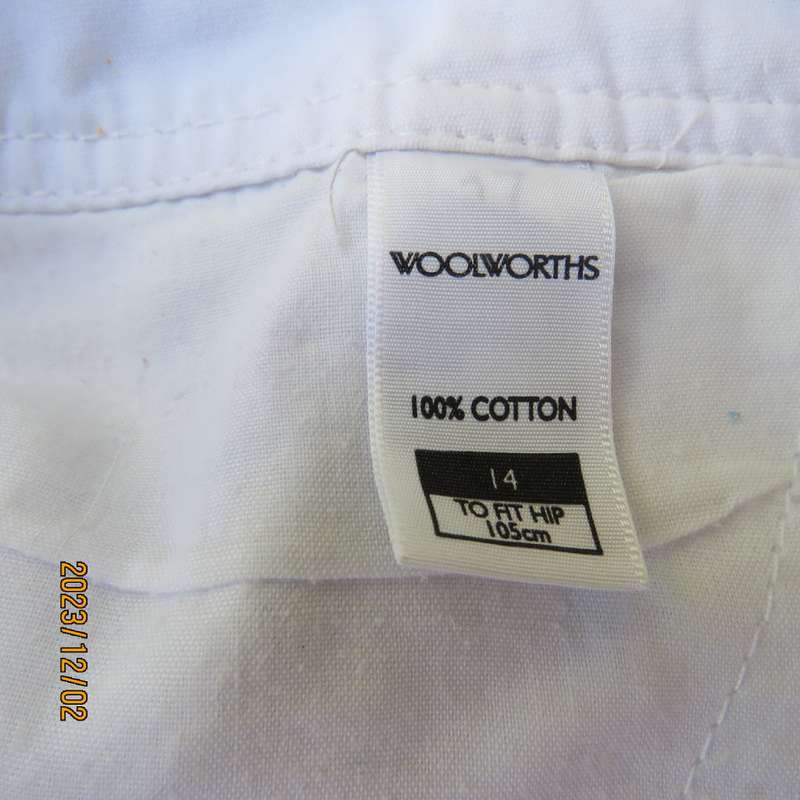 WOOLWORTHS
100% COTTON
14
TO FIT HIP
105cm
2023/12/02